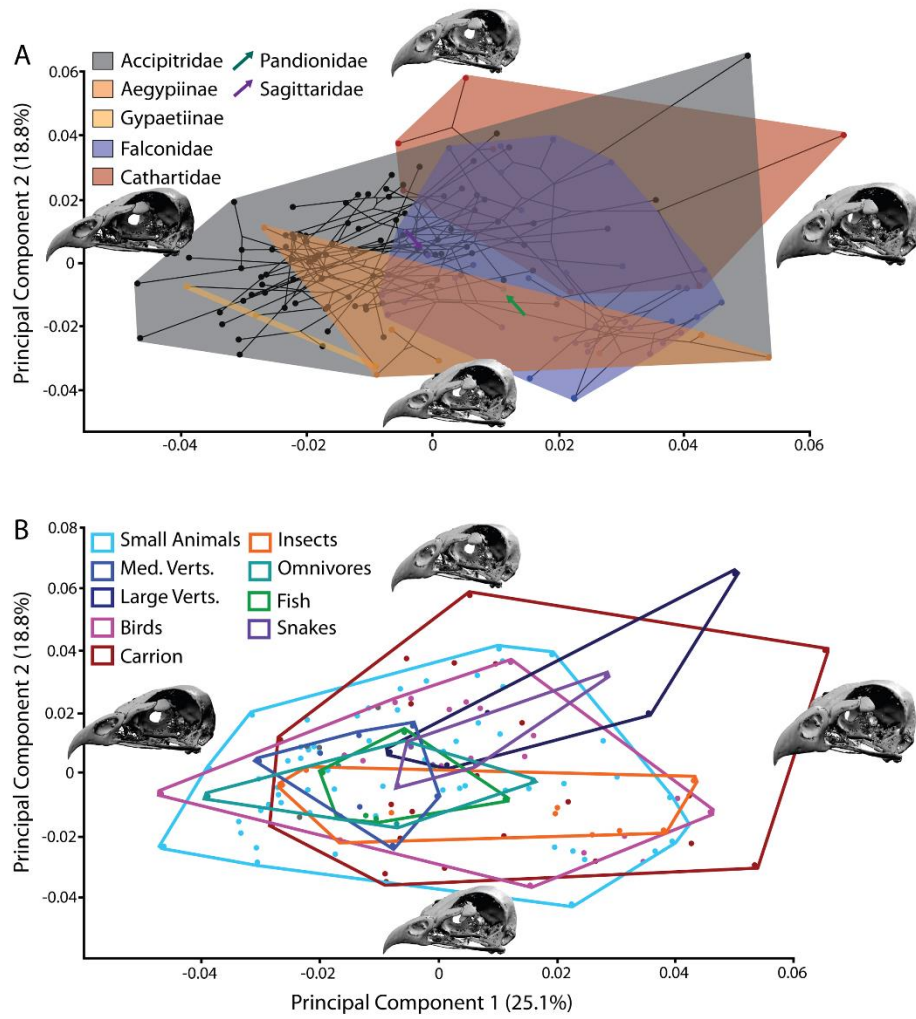 A
Accipitridae
Pandionidae
Aegypiinae
Sagittaridae
Gypaetiinae
Falconidae
Cathartidae
Principal Component 2 (18.8%)
0.06
0.04
0.02
0
-0.02
-0.04
-0.04
-0.02
0
0.02
0.04
0.06
B
Small Animals
Insects
Med. Verts.
Omnivores
Large Verts.
Fish
Birds
Snakes
Carrion
Principal Component 2 (18.8%)
0.08
0.06
0.04
0.02
0
-0.02
-0.04
-0.04
-0.02
0
0.02
0.04
0.06
Principal Component 1 (25.1%)